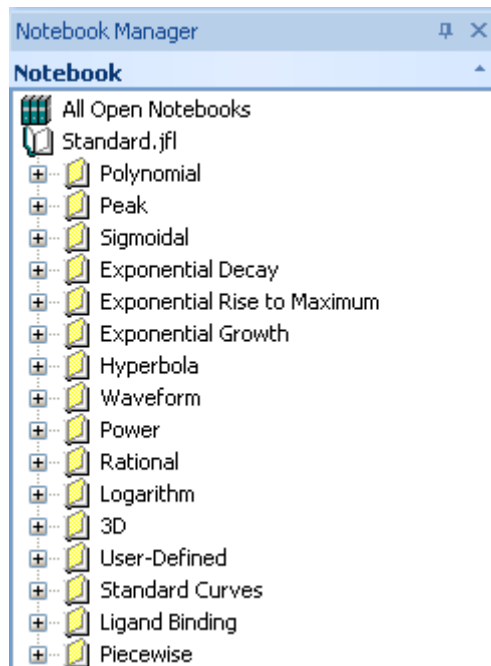 Notebook Manager
Notebook
All Open Notebooks
Standard.jfl
Polynomial
Peak
Sigmoidal
Exponential Decay
Exponential Rise to Maximum
Exponential Growth
Hyperbola
Waveform
Power
Rational
Logarithm
3D
User-Defined
Standard Curves
Ligand Binding
Piecewise